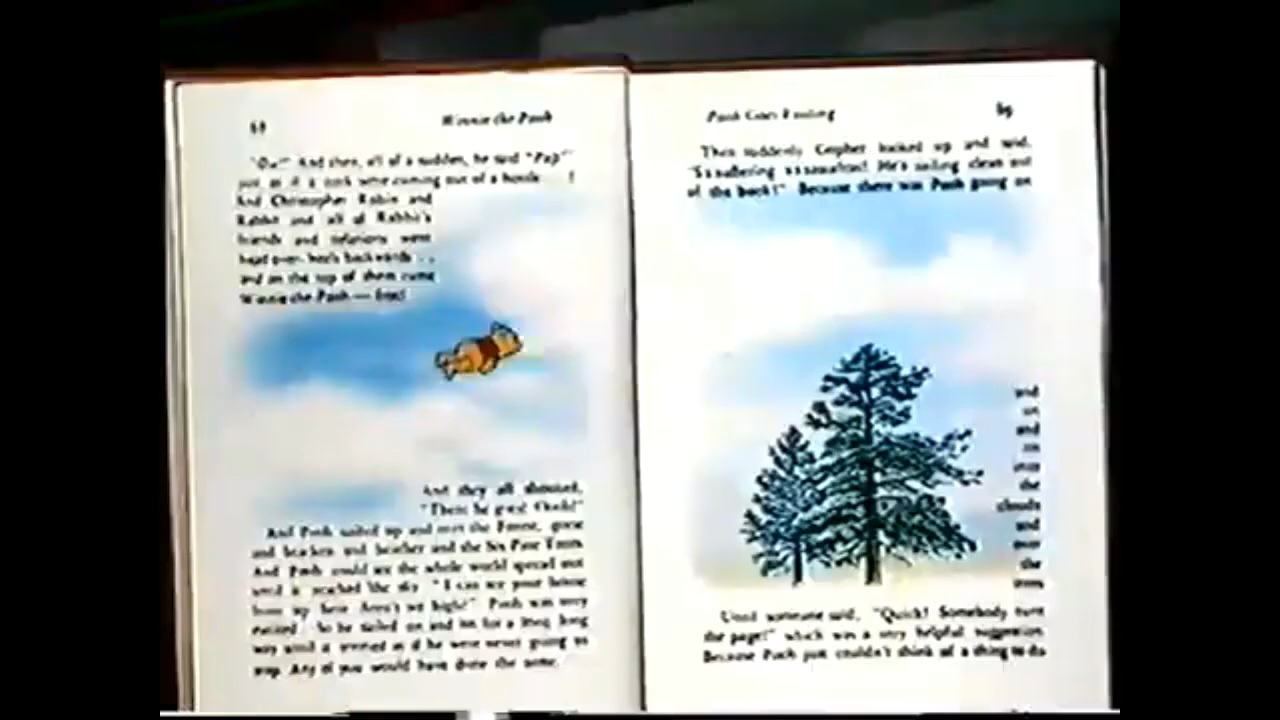 Winnie-the-Pooh
"Ow!" And then, all of a sudden, he said "Pop"
just as if a cork were coming out of a bottle
And Christopher Robin and
Rabbit and all of Rabbit's
friends and relations went
head-over-heels backwards . .
and on the top of them came
Winnie-the-Pooh — free!
And they all shouted,
"There he goes!
And Pooh sailed up and over the Forest, gorse
and bracken and heather and the Six Pine Trees
And Pooh could see the whole world spread out
until it reached the sky. "I can see your house
from up here. Aren't we high!" Pooh was very
excited. So he sailed on and on for a long, long
way until it seemed as if he were never going to
stop. Any of you would have done the same.
Pooh Goes Visiting
Then suddenly Gopher looked up and said,
He's sailing clean out
of the book!" Because there was Pooh going on
and
on
and
on
over
the
clouds
and
over
the
trees
Until someone said, "Quick! Somebody turn
the page!" which was a very helpful suggestion
Because Pooh just couldn't think of a thing to do